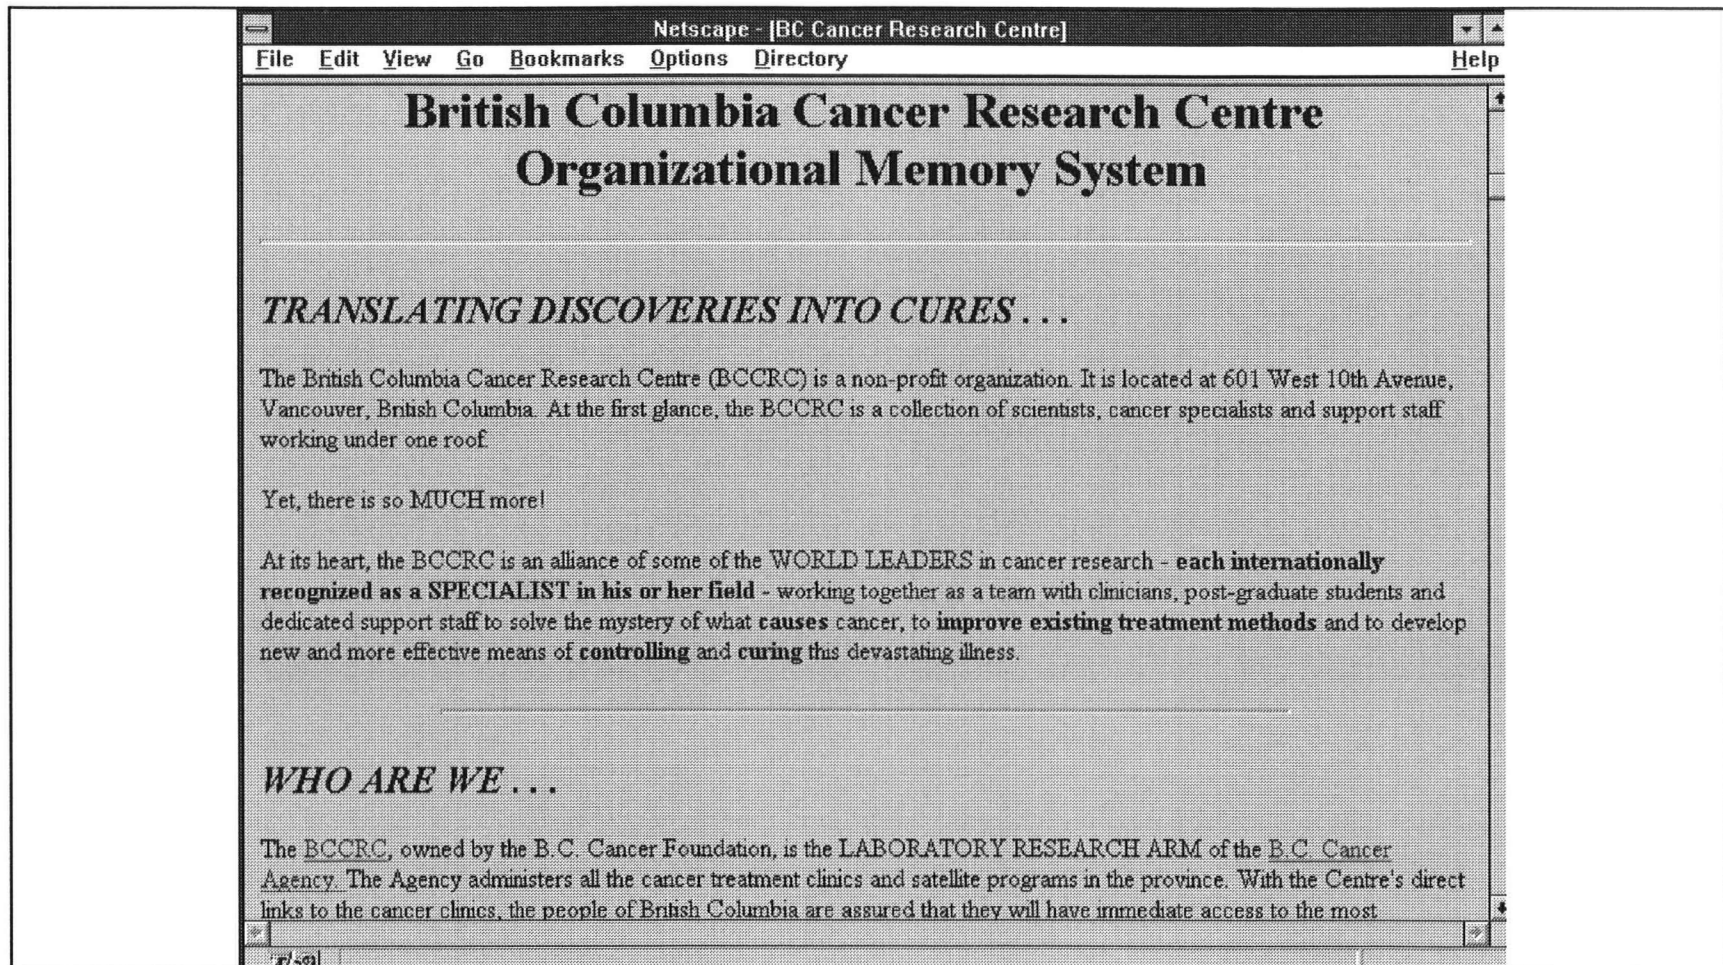 Netscape - [BC Cancer Research Centre]
File Edit View Go Bookmarks Options Directory Help
British Columbia Cancer Research Centre
Organizational Memory System
TRANSLATING DISCOVERIES INTO CURES . . .
The British Columbia Cancer Research Centre (BCCRC) is a non-profit organization. It is located at 601 West 10th Avenue,
Vancouver, British Columbia. At the first glance, the BCCRC is a collection of scientists, cancer specialists and support staff
working under one roof.
Yet, there is so MUCH more!
At its heart, the BCCRC is an alliance of some of the WORLD LEADERS in cancer research - each internationally
recognized as a SPECIALIST in his or her field - working together as a team with clinicians, post-graduate students and
dedicated support staff to solve the mystery of what causes cancer, to improve existing treatment methods and to develop
new and more effective means of controlling and curing this devastating illness.
WHO ARE WE . . .
The BCCRC, owned by the B.C. Cancer Foundation, is the LABORATORY RESEARCH ARM of the B.C. Cancer
Agency. The Agency administers all the cancer treatment clinics and satellite programs in the province. With the Centre's direct
links to the cancer clinics, the people of British Columbia are assured that they will have immediate access to the most